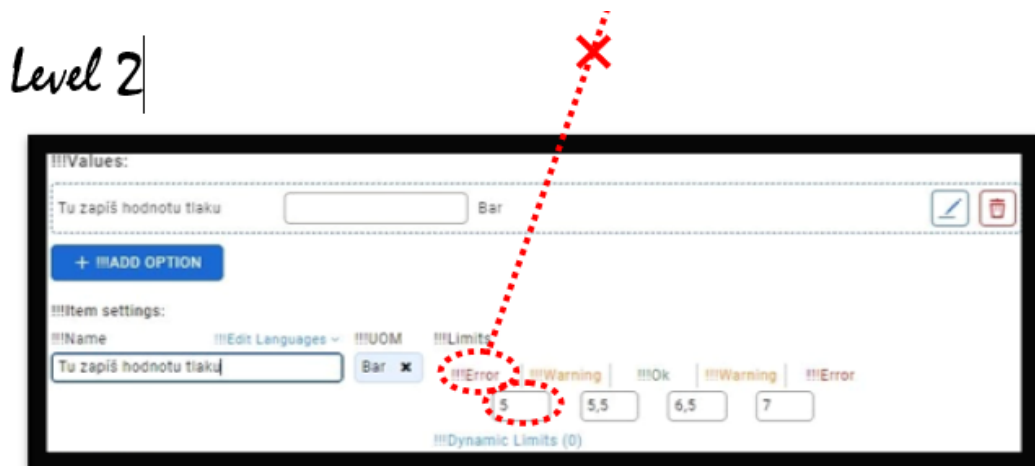 Level 2
!!!Values:
Tu zapíš hodnotu tlaku Bar
+ !!!ADD OPTION
!!!Item settings:
!!!Name !!!Edit Languages !!!UOM !!!Limits
Tu zapíš hodnotu tlaku Bar ×
!!!Error !!!Warning !!!Ok !!!Warning !!!Error
5 5,5 6,5 7
!!!Dynamic Limits (0)